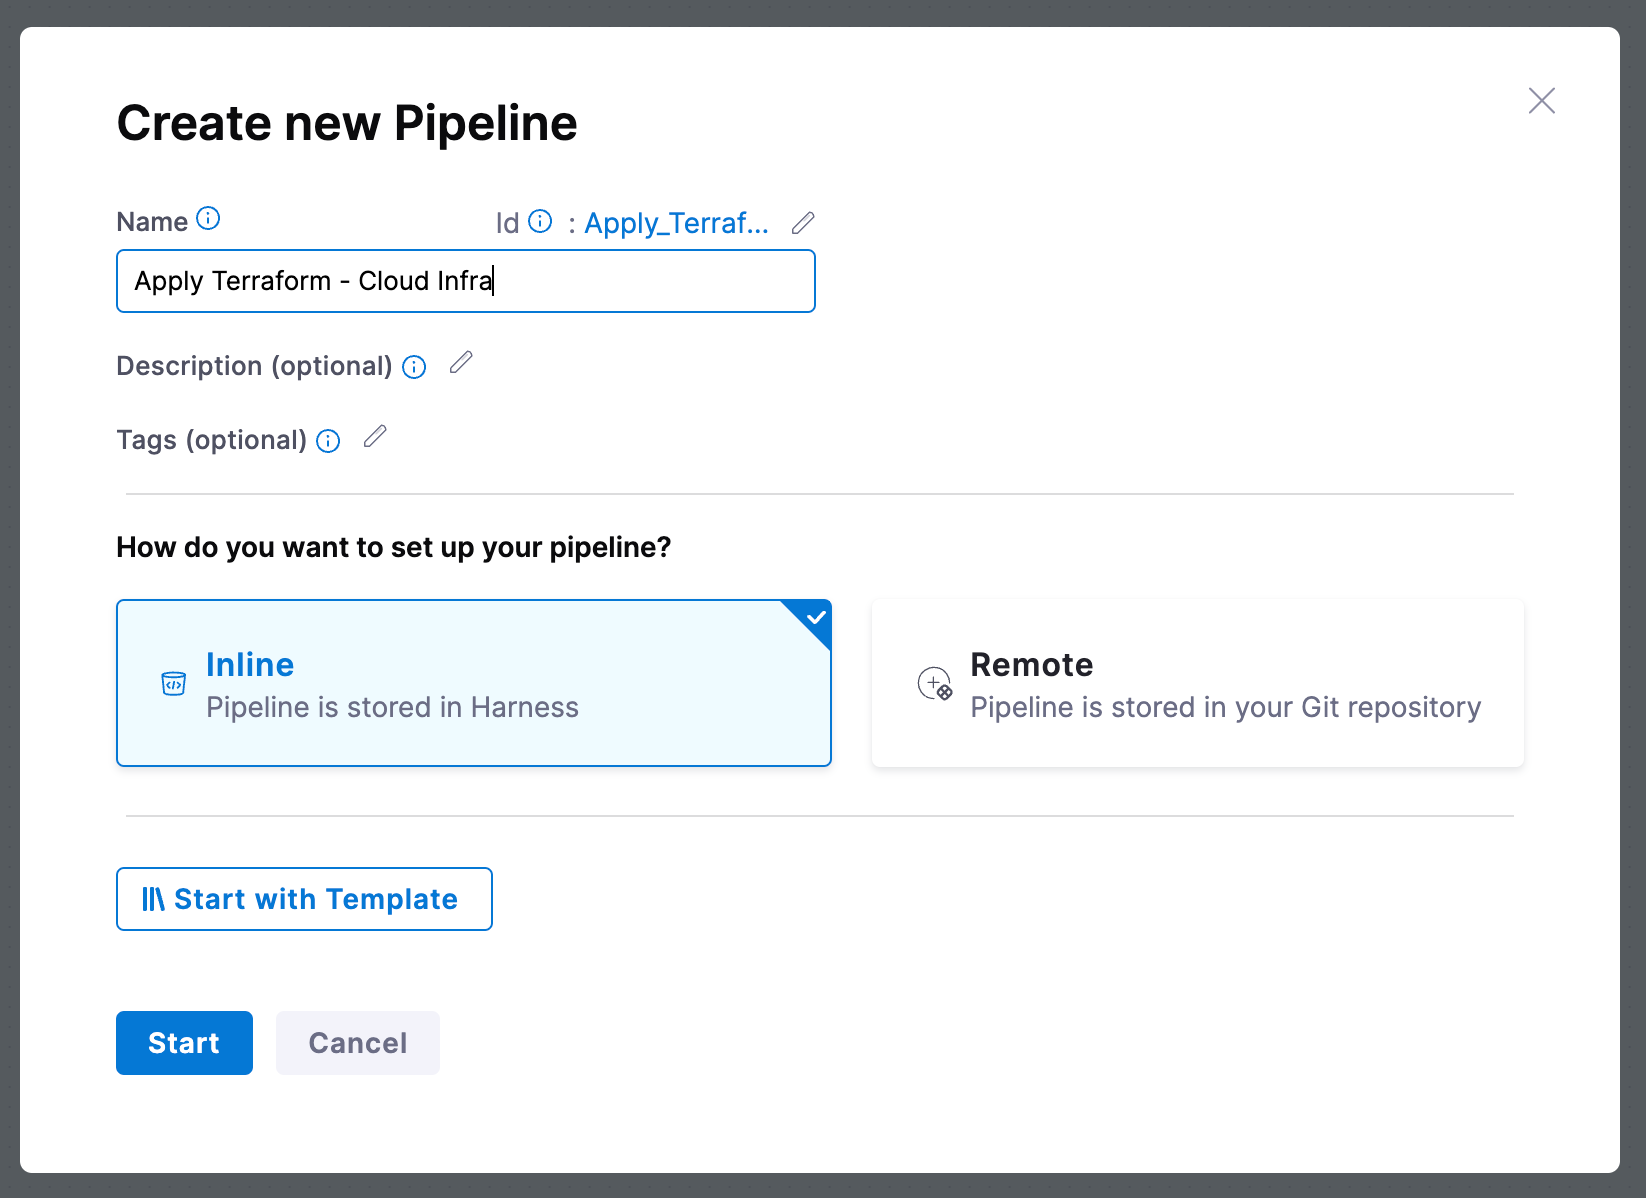 Create new Pipeline
Name
Id : Apply_Terraf...
Apply Terraform - Cloud Infra
Description (optional)
Tags (optional)
How do you want to set up your pipeline?
Inline
Pipeline is stored in Harness
Remote
Pipeline is stored in your Git repository
Start with Template
Start
Cancel